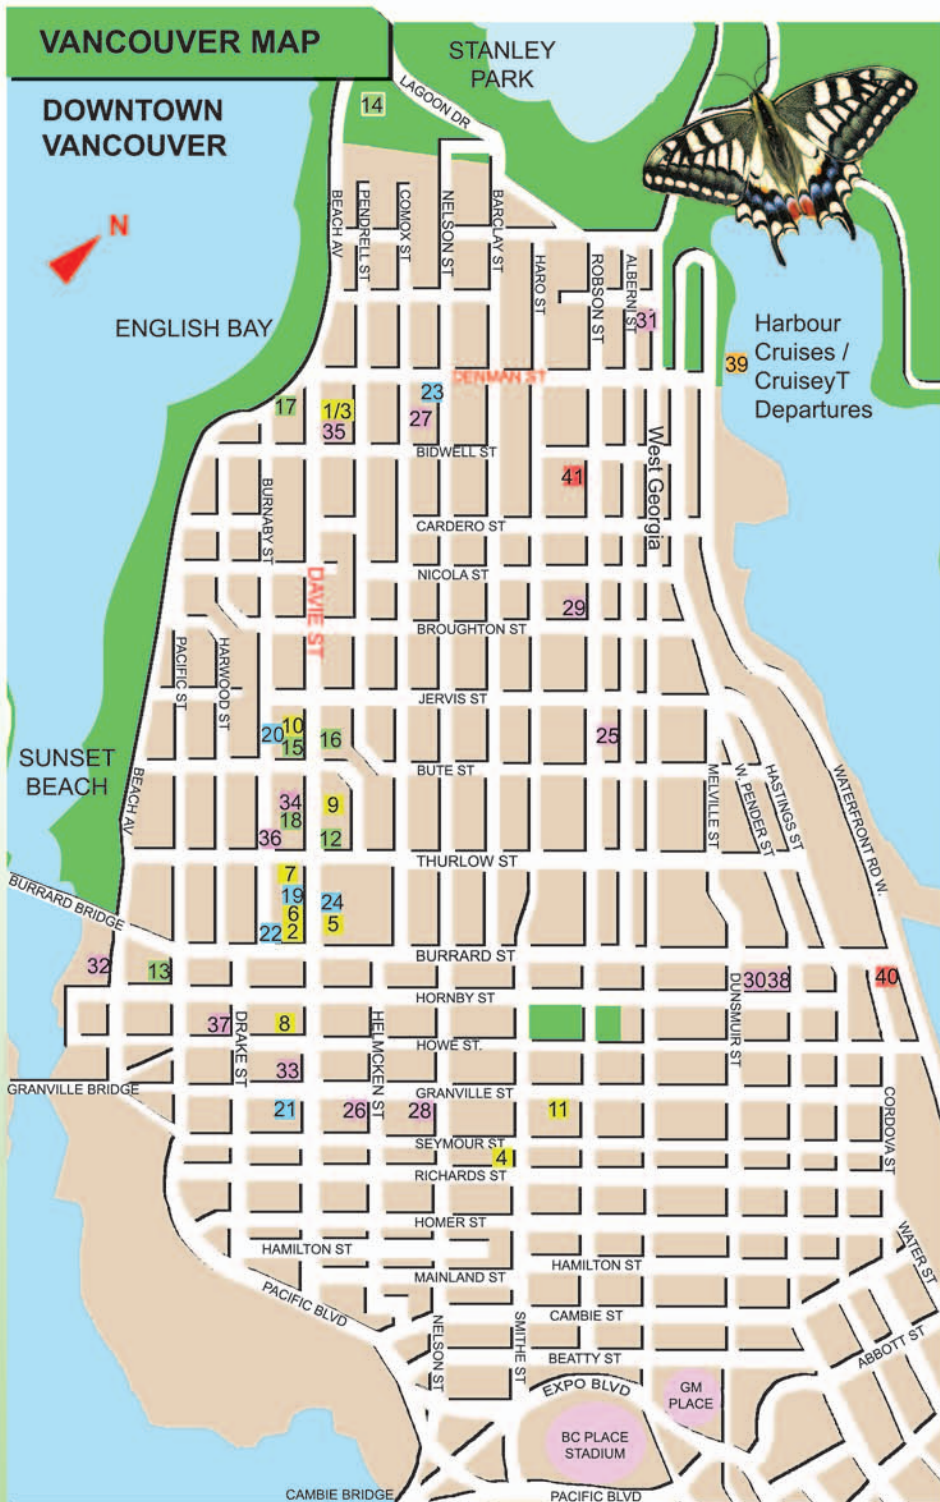 VANCOUVER MAP
DOWNTOWN
VANCOUVER
STANLEY
PARK
LAGOON DR
14
N
BEACH AV
PENDRELL ST
COMOX ST
NELSON ST
BARCLAY ST
HARO ST
ROBSON ST
ALBERNI ST
31
ENGLISH BAY
Harbour
Cruises /
CruiseyT
Departures
39
DENMAN ST
17
1/3
35
23
27
BIDWELL ST
West Georgia
41
BURNABY ST
CARDERO ST
NICOLA ST
DAVIE ST
29
BROUGHTON ST
PACIFIC ST
HARWOOD ST
JERVIS ST
20
10
15
16
25
SUNSET
BEACH
BEACH AV
BUTE ST
MELVILLE ST
W. PENDER ST
HASTINGS ST
WATERFRONT RD W.
34
18
36
9
12
THURLOW ST
7
19
6
22
2
24
5
BURRARD BRIDGE
BURRARD ST
32
13
DUNSMUIR ST
30
38
40
HORNBY ST
37
DRAKE ST
8
HELMCKEN ST
HOWE ST.
33
GRANVILLE BRIDGE
GRANVILLE ST
CORDOVA ST
21
26
28
11
SEYMOUR ST
4
RICHARDS ST
HOMER ST
WATER ST
HAMILTON ST
HAMILTON ST
MAINLAND ST
PACIFIC BLVD
CAMBIE ST
NELSON ST
SMITHE ST
ABBOTT ST
BEATTY ST
EXPO BLVD
GM
PLACE
BC PLACE
STADIUM
CAMBIE BRIDGE
PACIFIC BLVD